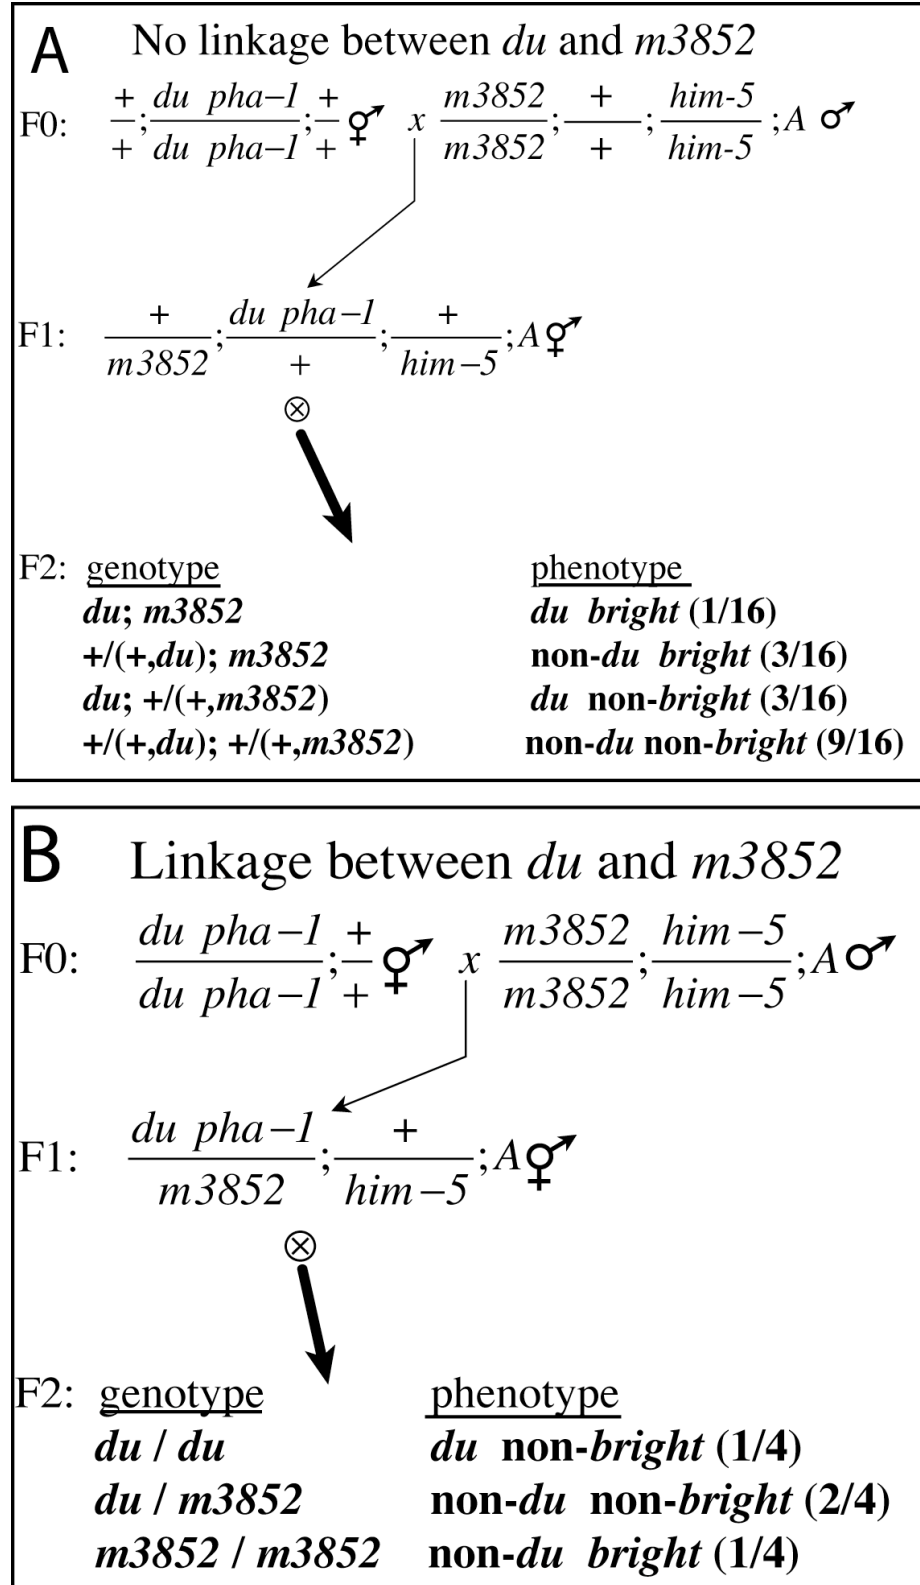 A No linkage between du and m3852
F0: +/+; du pha–1/du pha–1; +/+ ⚥ x m3852/m3852; +/+; him-5/him-5; A ♂
F1: +/m3852; du pha–1/+; +/him–5; A ⚥
⊗
F2: genotype phenotype
du; m3852 du bright (1/16)
+/(+,du); m3852 non-du bright (3/16)
du; +/(+,m3852) du non-bright (3/16)
+/(+,du); +/(+,m3852) non-du non-bright (9/16)
B Linkage between du and m3852
F0: du pha–1/du pha–1; +/+ ⚥ x m3852/m3852; him–5/him–5; A ♂
F1: du pha–1/m3852; +/him–5; A ⚥
⊗
F2: genotype phenotype
du / du du non-bright (1/4)
du / m3852 non-du non-bright (2/4)
m3852 / m3852 non-du bright (1/4)